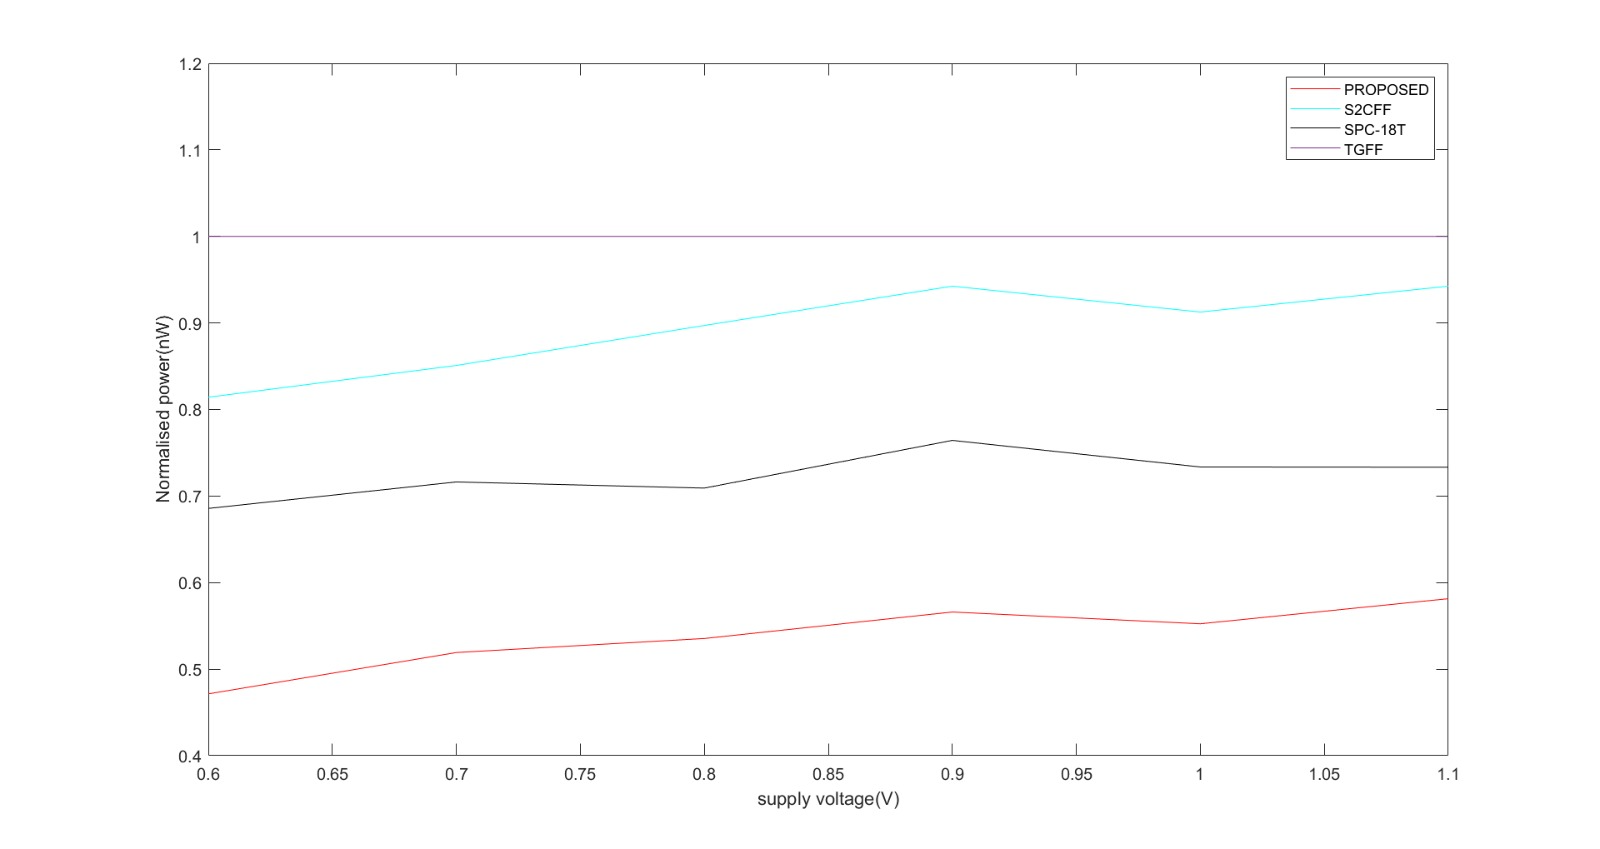 1.2
1.1
1
0.9
0.8
0.7
0.6
0.5
0.4
Normalised power(nW)
PROPOSED
S2CFF
SPC-18T
TGFF
0.6 0.65 0.7 0.75 0.8 0.85 0.9 0.95 1 1.05 1.1
supply voltage(V)